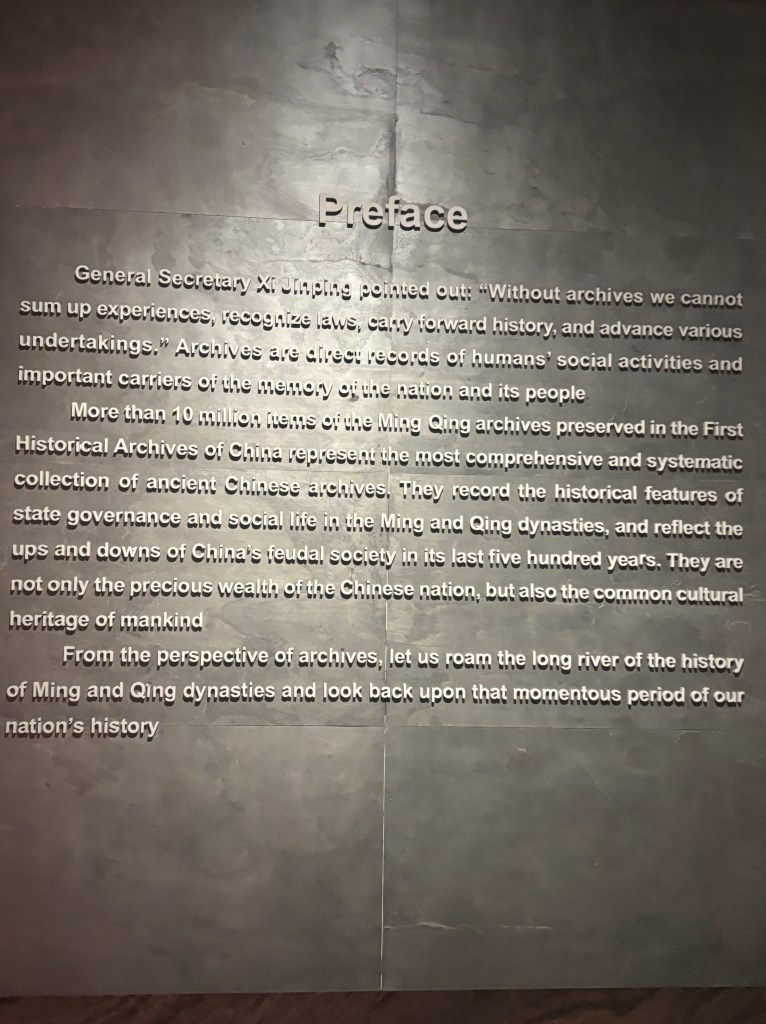 Preface
General Secretary Xi Jinping pointed out: “Without archives we cannot
sum up experiences, recognize laws, carry forward history, and advance various
undertakings.” Archives are direct records of humans’ social activities and
important carriers of the memory of the nation and its people
More than 10 million items of the Ming Qing archives preserved in the First
Historical Archives of China represent the most comprehensive and systematic
collection of ancient Chinese archives. They record the historical features of
state governance and social life in the Ming and Qing dynasties, and reflect the
ups and downs of China’s feudal society in its last five hundred years. They are
not only the precious wealth of the Chinese nation, but also the common cultural
heritage of mankind
From the perspective of archives, let us roam the long river of the history
of Ming and Qing dynasties and look back upon that momentous period of our
nation’s history